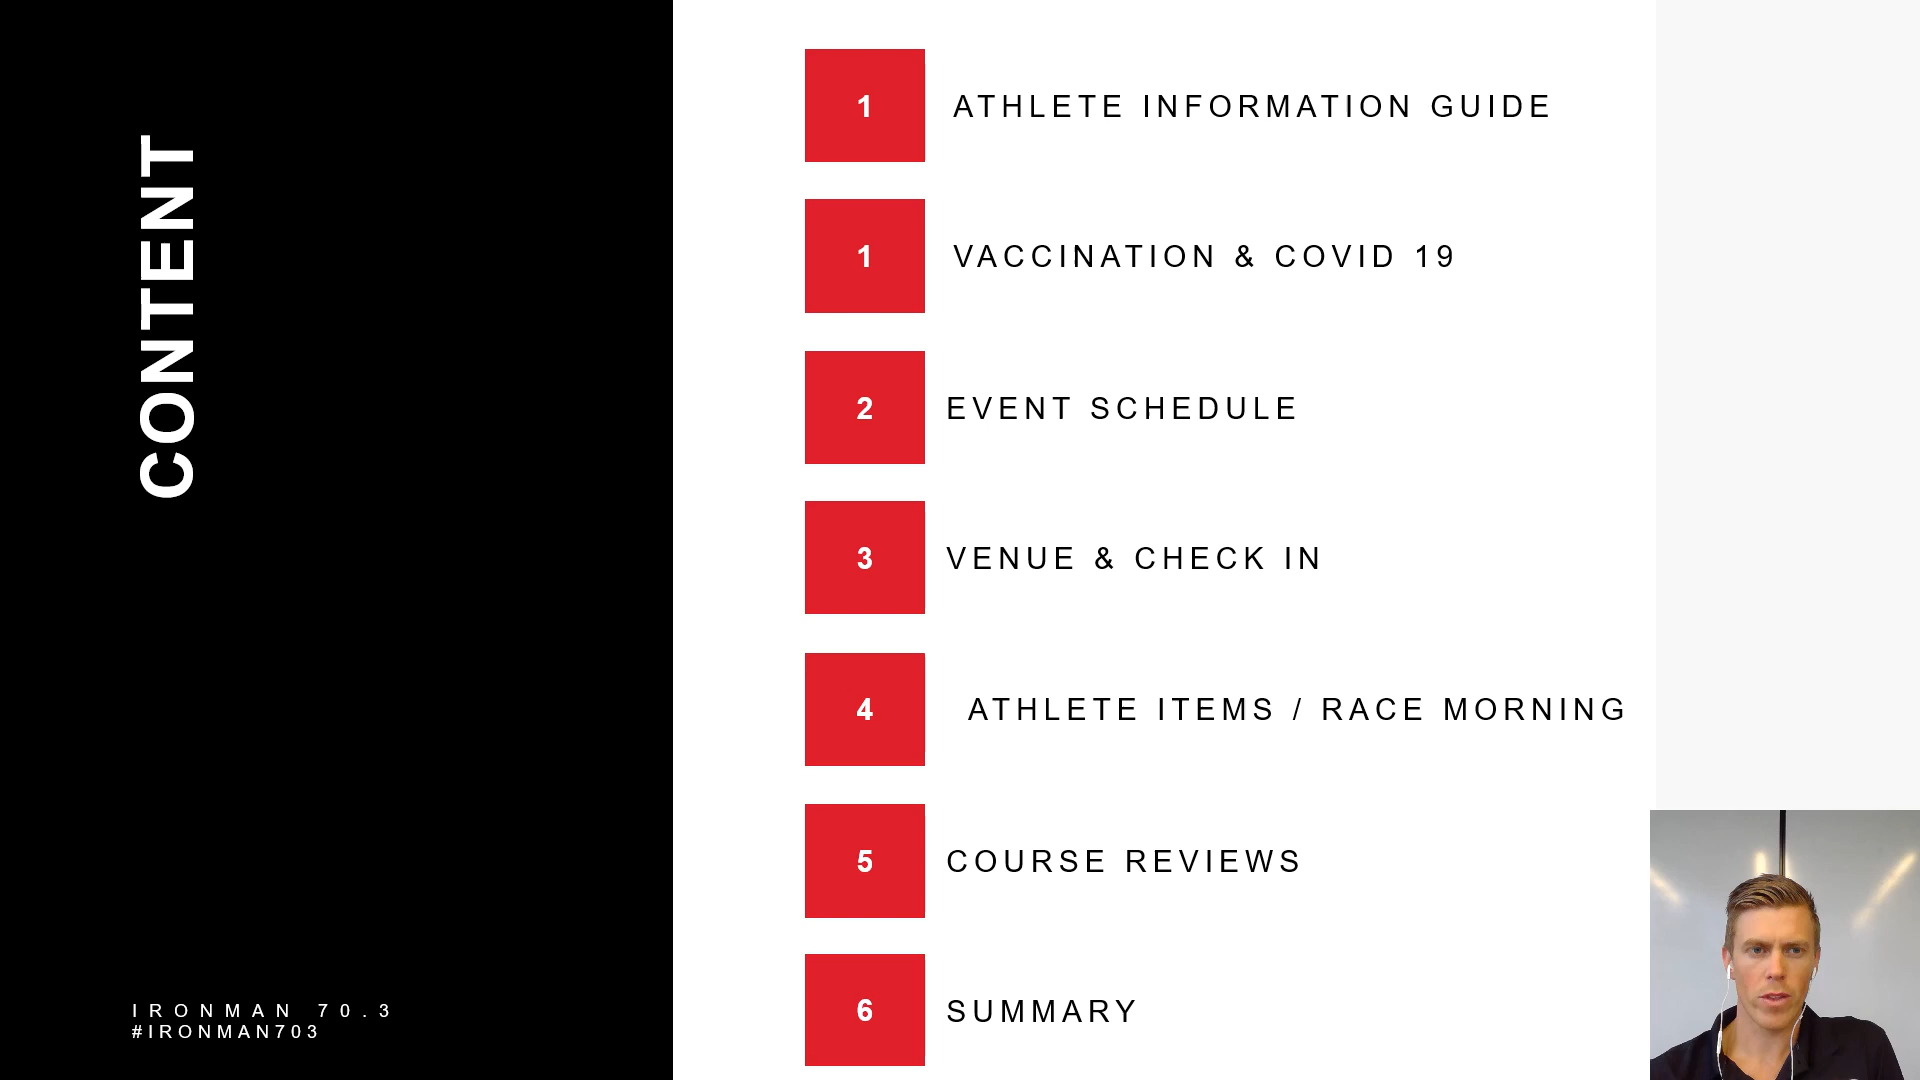 CONTENT
1 ATHLETE INFORMATION GUIDE
1 VACCINATION & COVID 19
2 EVENT SCHEDULE
3 VENUE & CHECK IN
4 ATHLETE ITEMS / RACE MORNING
5 COURSE REVIEWS
6 SUMMARY
IRONMAN 70.3
#IRONMAN703